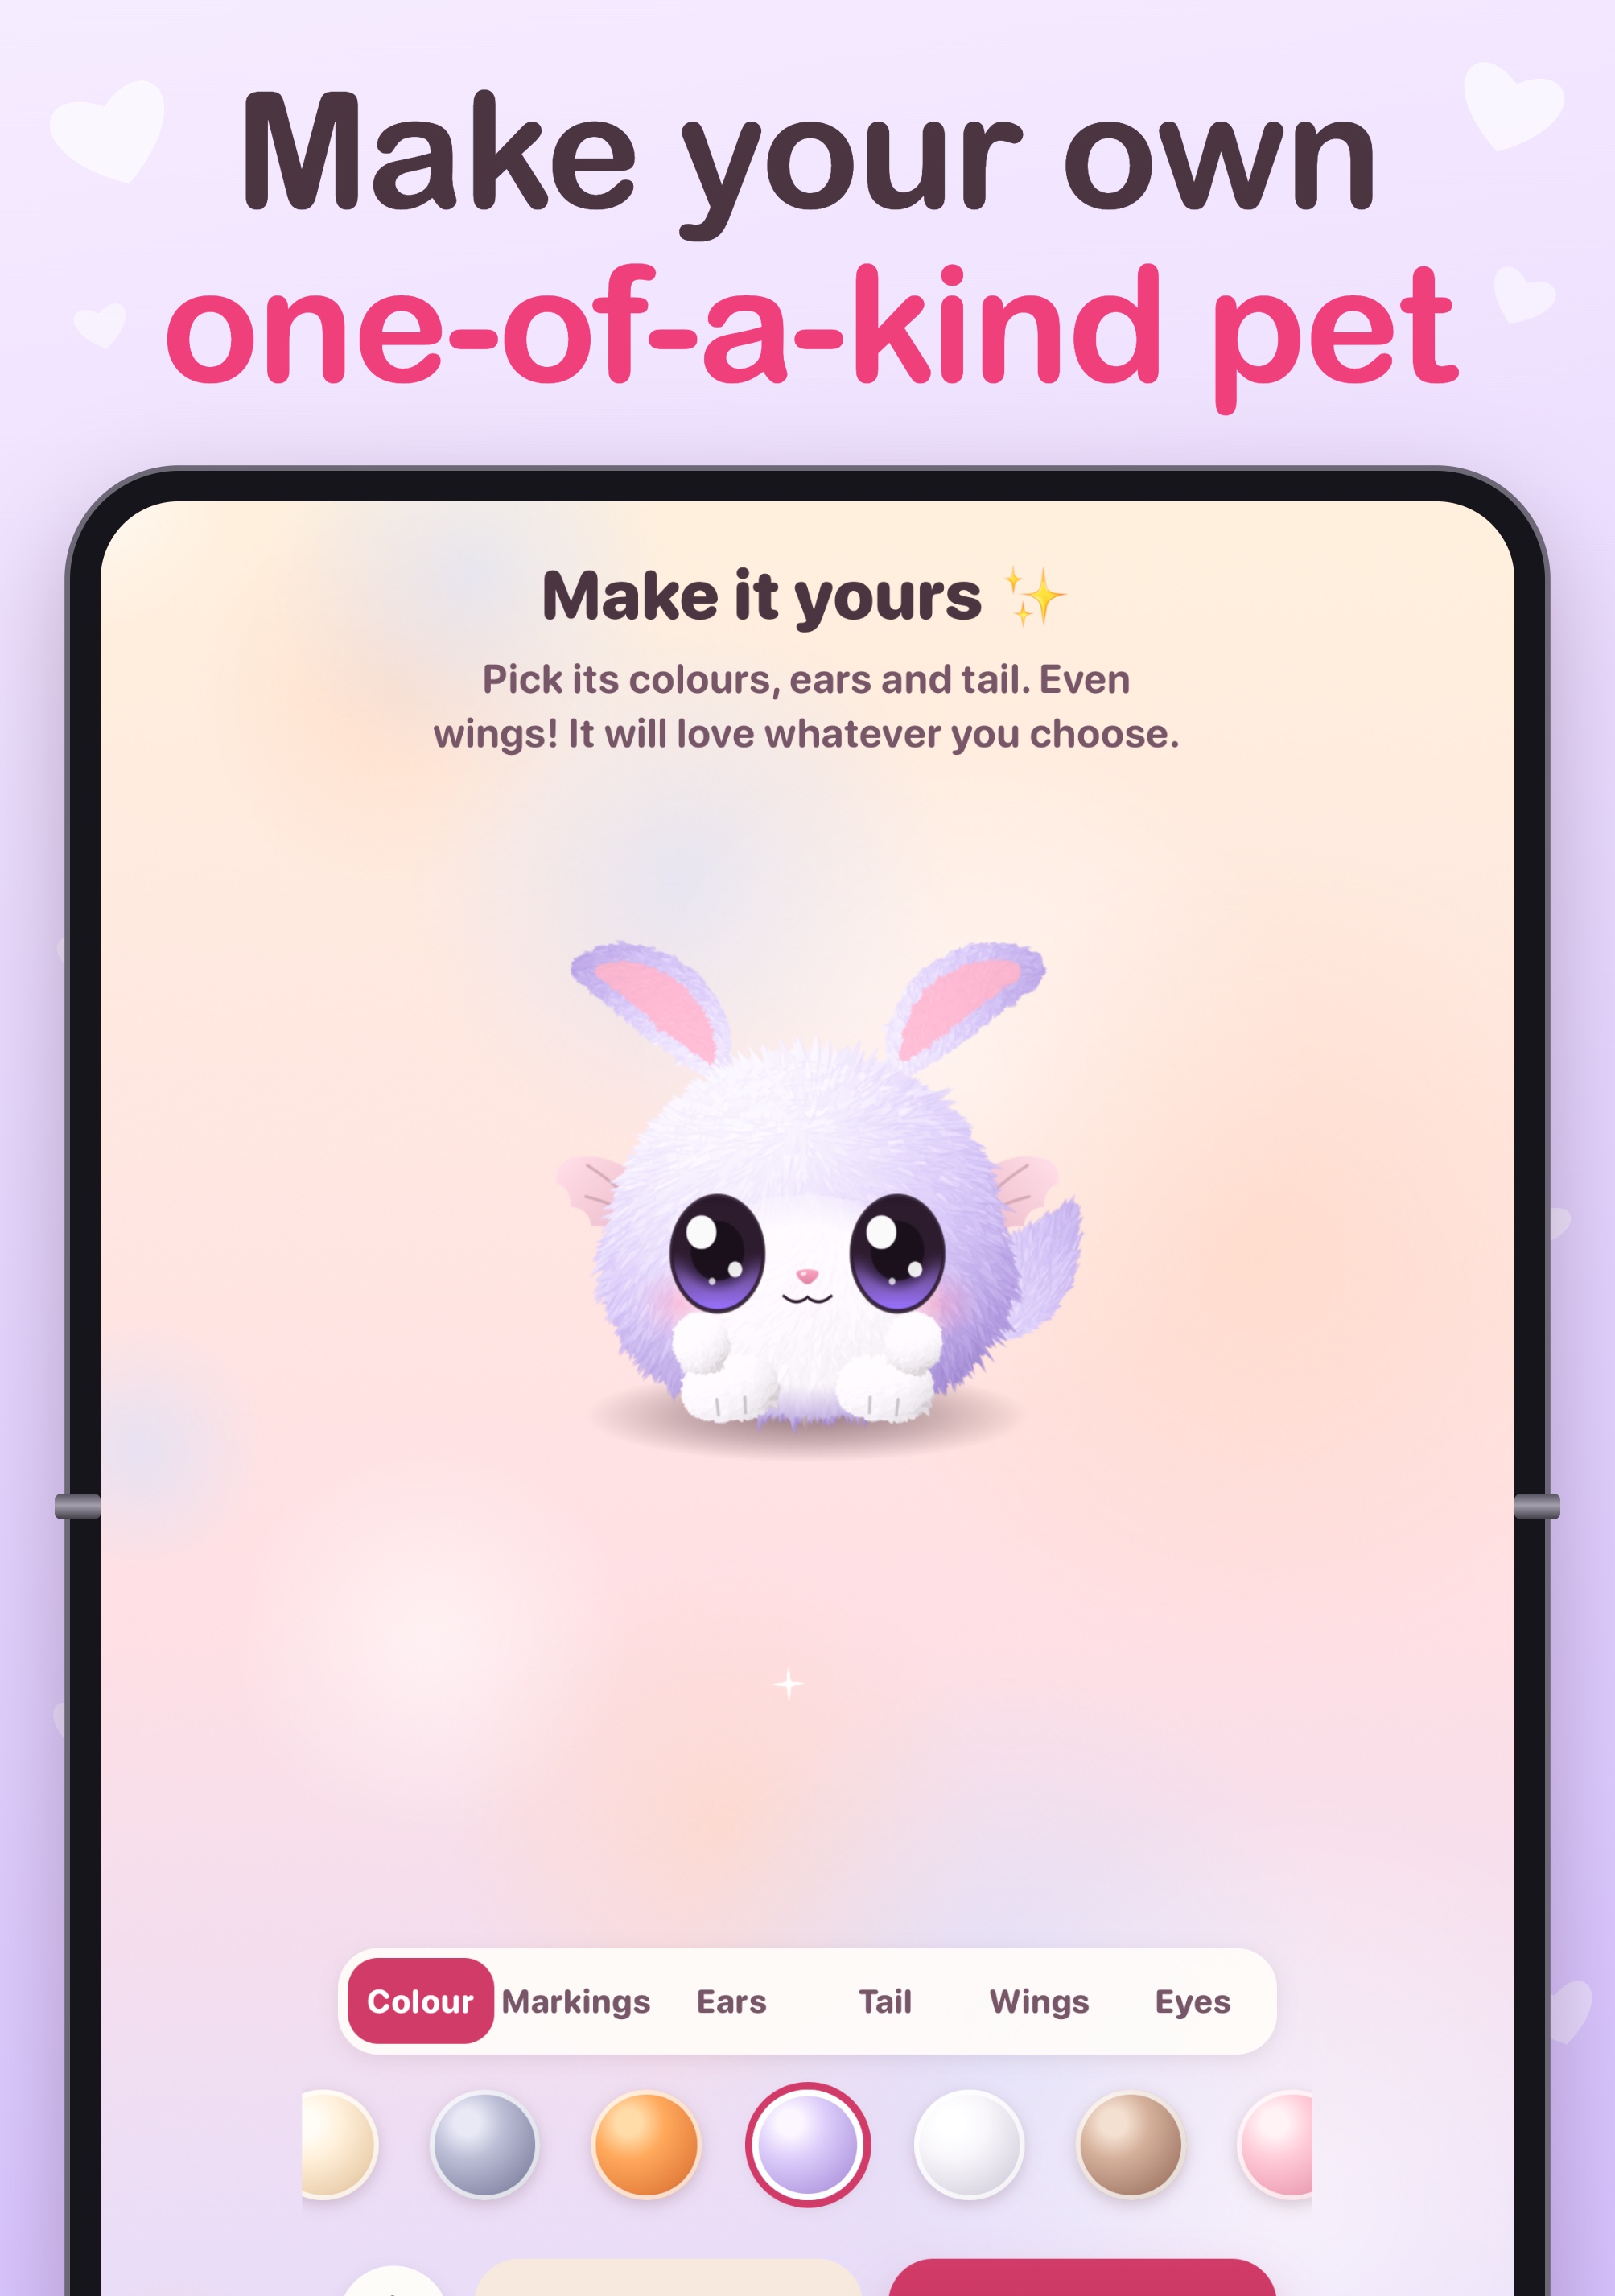 Make your own
one-of-a-kind pet
Make it yours ✨
Pick its colours, ears and tail. Even
wings! It will love whatever you choose.
Colour Markings Ears Tail Wings Eyes